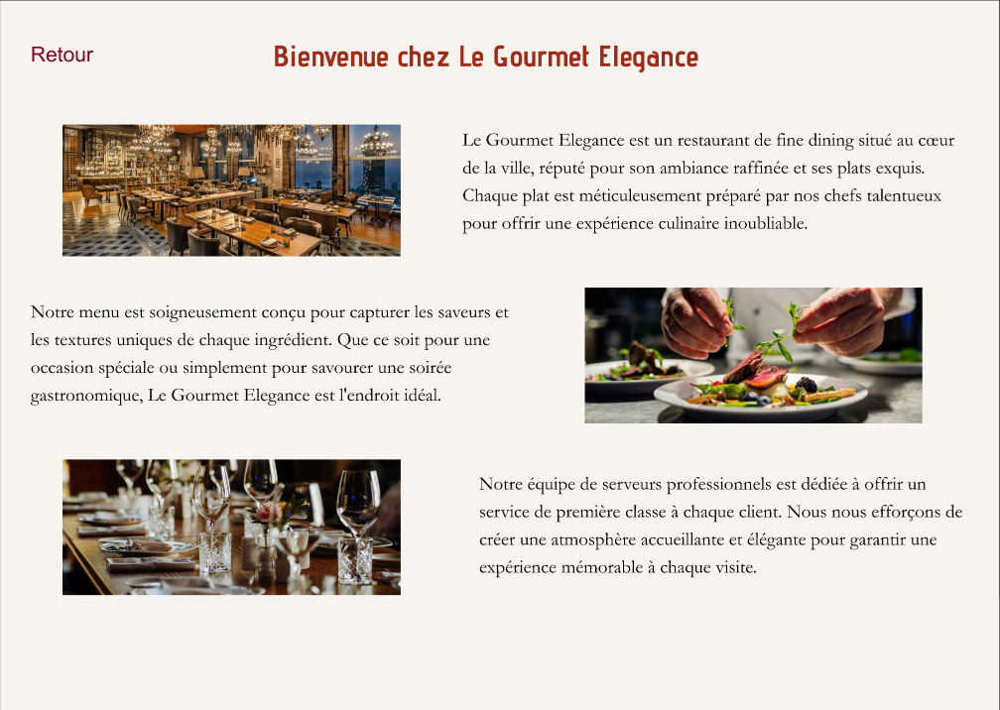 Retour
Bienvenue chez Le Gourmet Elegance
Le Gourmet Elegance est un restaurant de fine dining situé au cœur
de la ville, réputé pour son ambiance raffinée et ses plats exquis.
Chaque plat est méticuleusement préparé par nos chefs talentueux
pour offrir une expérience culinaire inoubliable.
Notre menu est soigneusement conçu pour capturer les saveurs et
les textures uniques de chaque ingrédient. Que ce soit pour une
occasion spéciale ou simplement pour savourer une soirée
gastronomique, Le Gourmet Elegance est l'endroit idéal.
Notre équipe de serveurs professionnels est dédiée à offrir un
service de première classe à chaque client. Nous nous efforçons de
créer une atmosphère accueillante et élégante pour garantir une
expérience mémorable à chaque visite.